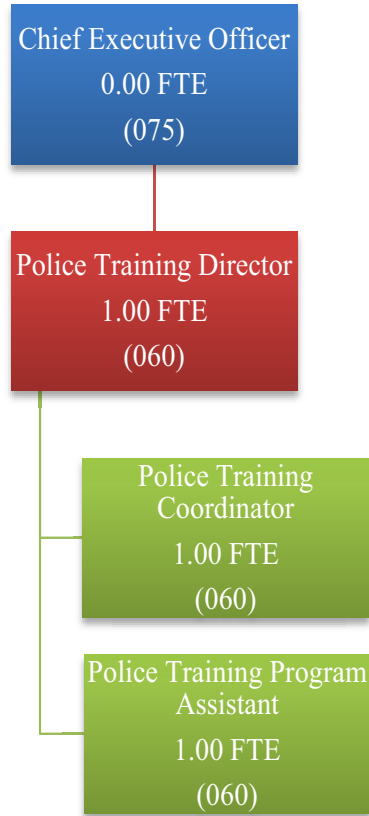 Chief Executive Officer
0.00 FTE
(075)
Police Training Director
1.00 FTE
(060)
Police Training
Coordinator
1.00 FTE
(060)
Police Training Program
Assistant
1.00 FTE
(060)